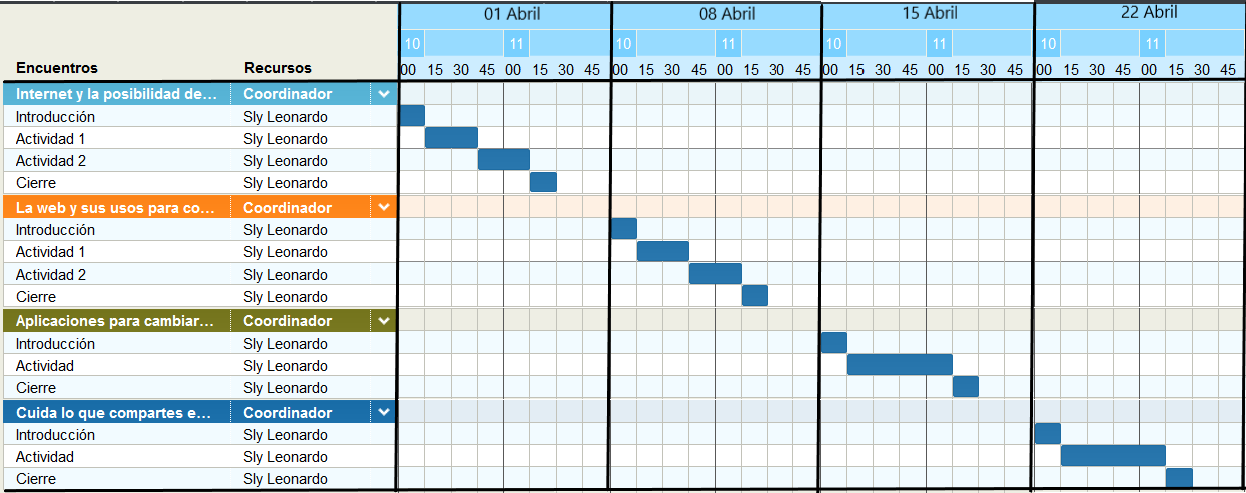 01 Abril 08 Abril 15 Abril 22 Abril
10 11 10 11 10 11 10 11
Encuentros Recursos 00 15 30 45 00 15 30 45 00 15 30 45 00 15 30 45 00 15 30 45 00 15 30 45 00 15 30 45 00 15 30 45
Internet y la posibilidad de... Coordinador
Introducción Sly Leonardo
Actividad 1 Sly Leonardo
Actividad 2 Sly Leonardo
Cierre Sly Leonardo
La web y sus usos para co... Coordinador
Introducción Sly Leonardo
Actividad 1 Sly Leonardo
Actividad 2 Sly Leonardo
Cierre Sly Leonardo
Aplicaciones para cambiar... Coordinador
Introducción Sly Leonardo
Actividad Sly Leonardo
Cierre Sly Leonardo
Cuida lo que compartes e... Coordinador
Introducción Sly Leonardo
Actividad Sly Leonardo
Cierre Sly Leonardo